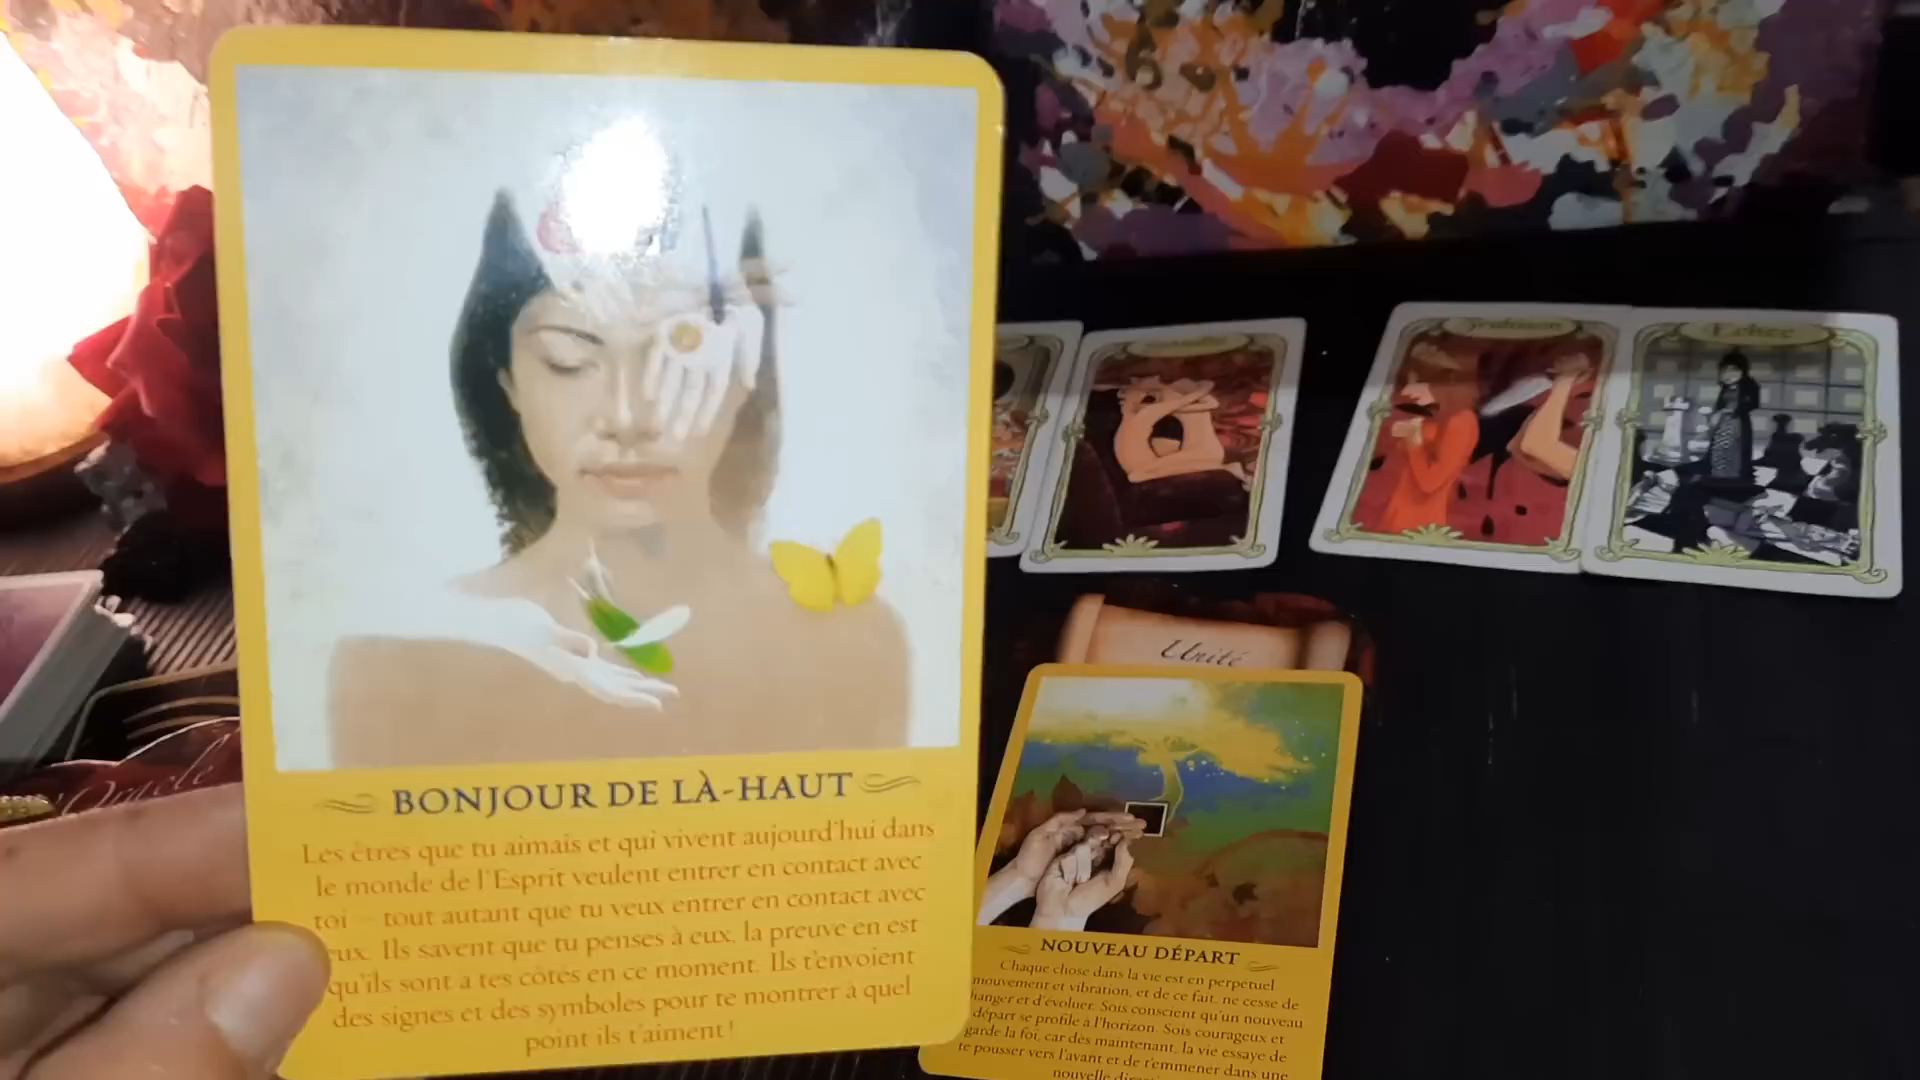 BONJOUR DE LÀ-HAUT
Les êtres que tu aimais et qui vivent aujourd'hui dans
le monde de l'Esprit veulent entrer en contact avec
toi – tout autant que tu veux entrer en contact avec
eux. Ils savent que tu penses à eux, la preuve en est
qu'ils sont a tes côtés en ce moment. Ils t'envoient
des signes et des symboles pour te montrer à quel
point ils t'aiment !
Trahison
Échec
Unité
NOUVEAU DÉPART
Chaque chose dans la vie est en perpetuel
mouvement et vibration, et de ce fait, ne cesse de
changer et d'évoluer. Sois conscient qu'un nouveau
départ se profile à l'horizon. Sois courageux et
garde la foi, car dès maintenant, la vie essaye de
te pousser vers l'avant et de t'emmener dans une
nouvelle
Oracle